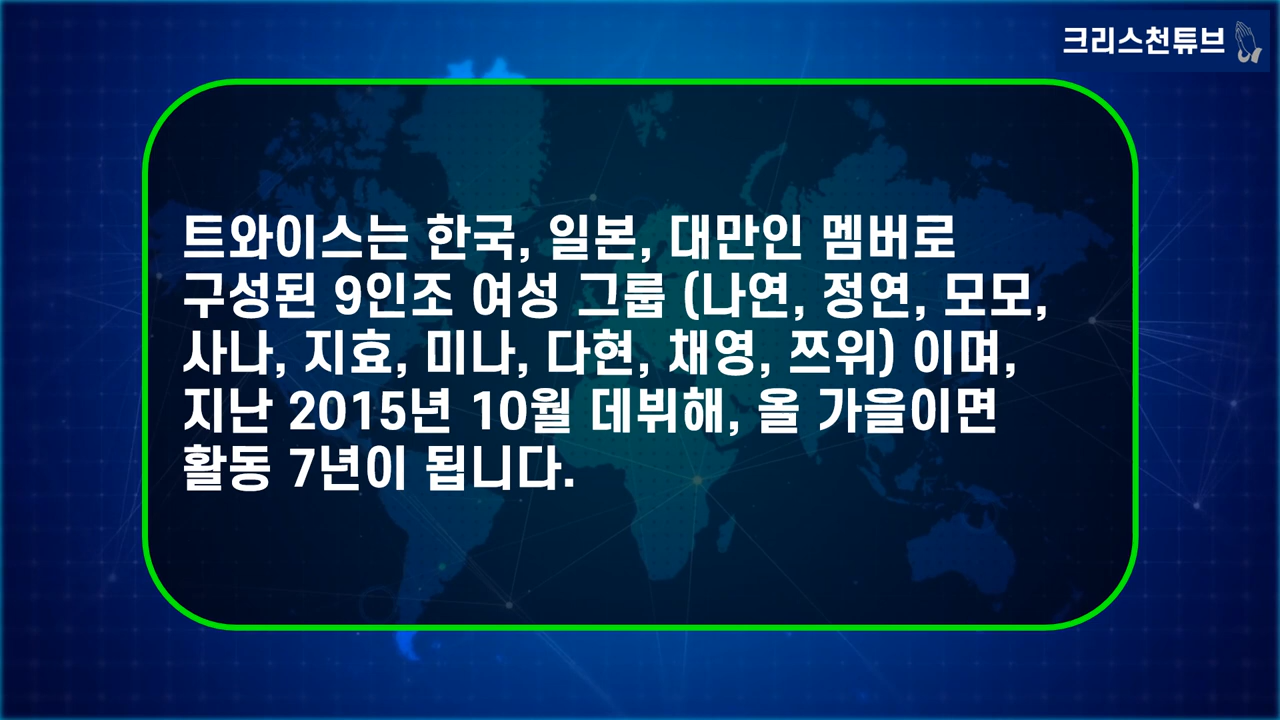 크리스천튜브
트와이스는 한국, 일본, 대만인 멤버로
구성된 9인조 여성 그룹 (나연, 정연, 모모,
사나, 지효, 미나, 다현, 채영, 쯔위) 이며,
지난 2015년 10월 데뷔해, 올 가을이면
활동 7년이 됩니다.